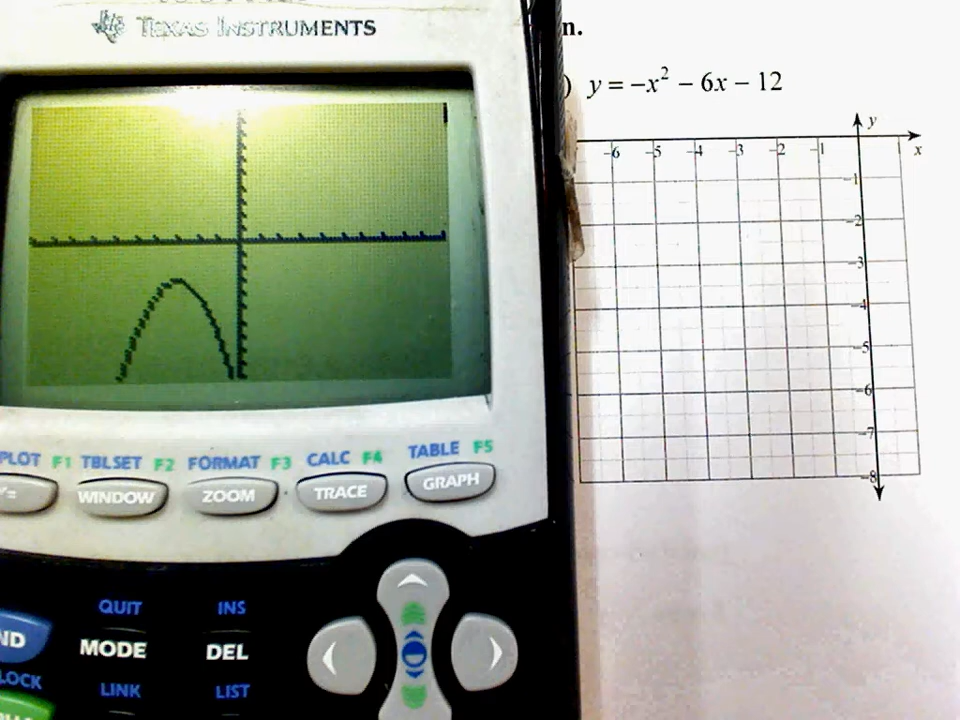 TEXAS INSTRUMENTS
n.
) y = −x² − 6x − 12
y
x
-6 -5 -4 -3 -2 -1
-1
-2
-3
-4
-5
-6
-7
-8
PLOT F1 TBLSET F2 FORMAT F3 CALC F4 TABLE F5
Y= WINDOW ZOOM TRACE GRAPH
QUIT INS
ND MODE DEL
LOCK LINK LIST